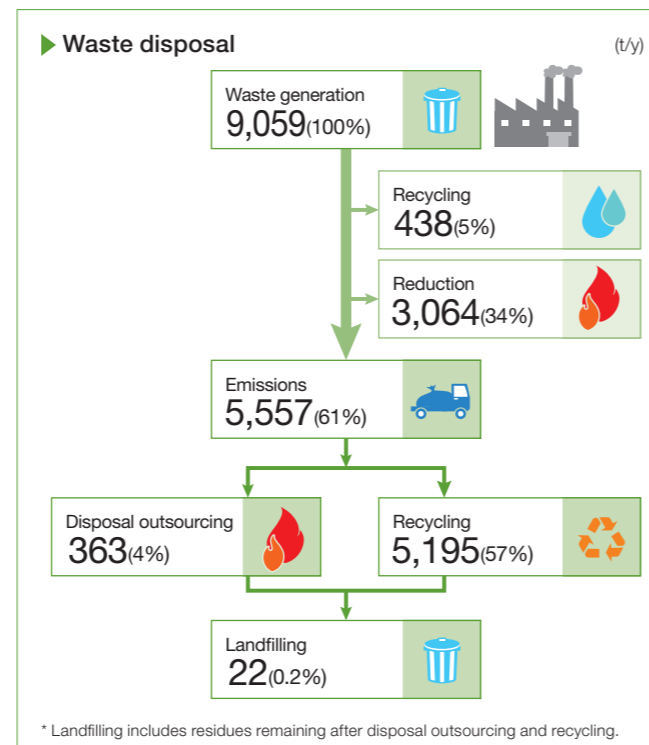 Waste disposal
(t/y)
Waste generation
9,059(100%)
Recycling
438(5%)
Reduction
3,064(34%)
Emissions
5,557(61%)
Disposal outsourcing
363(4%)
Recycling
5,195(57%)
Landfilling
22(0.2%)
* Landfilling includes residues remaining after disposal outsourcing and recycling.